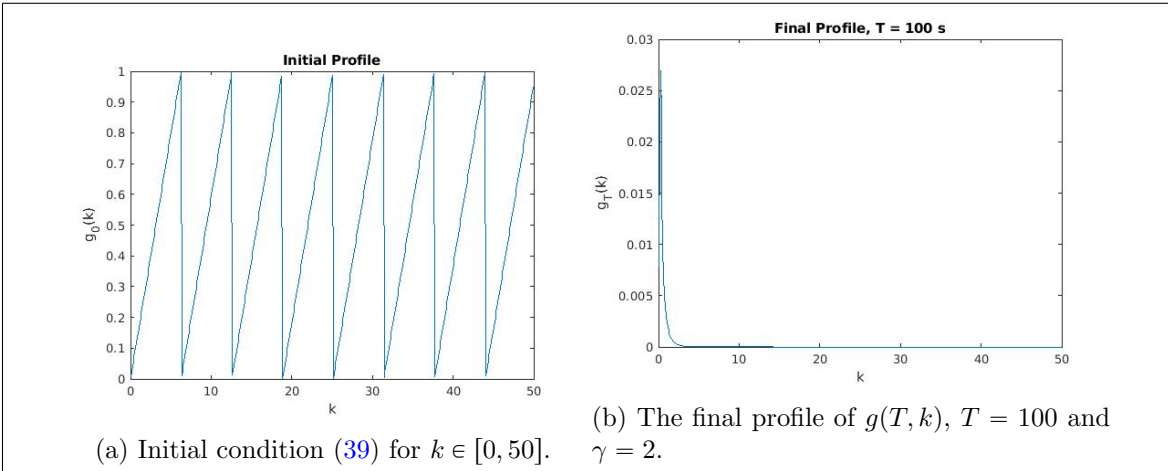 Initial Profile
1
0.9
0.8
0.7
0.6
0.5
0.4
0.3
0.2
0.1
0
g0(k)
0 10 20 30 40 50
k
(a) Initial condition (39) for k ∈ [0, 50].
Final Profile, T = 100 s
0.03
0.025
0.02
0.015
0.01
0.005
0
gT(k)
0 10 20 30 40 50
k
(b) The final profile of g(T, k), T = 100 and
γ = 2.